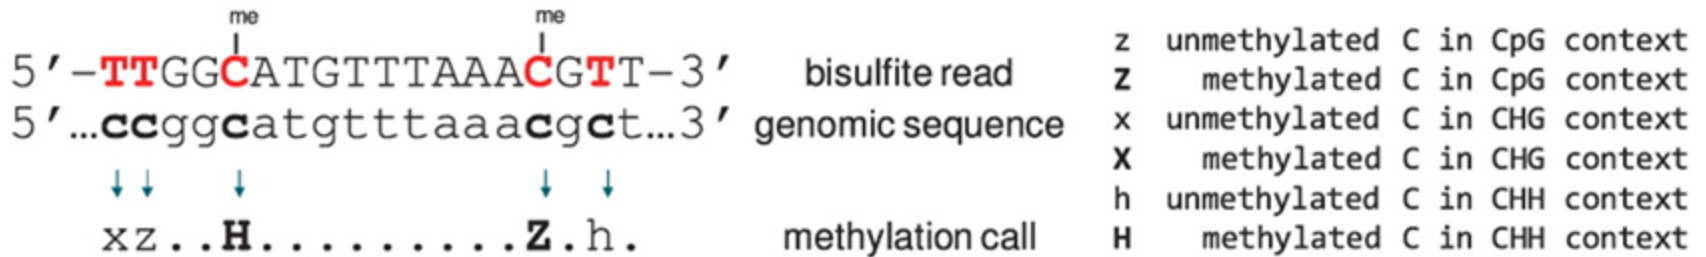 me me
5′-TTGGCATGTTTAAACGTT-3′ bisulfite read
5′...ccggcatgtttaaacgct...3′ genomic sequence
xz..H.........Z.h. methylation call
z unmethylated C in CpG context
Z methylated C in CpG context
x unmethylated C in CHG context
X methylated C in CHG context
h unmethylated C in CHH context
H methylated C in CHH context